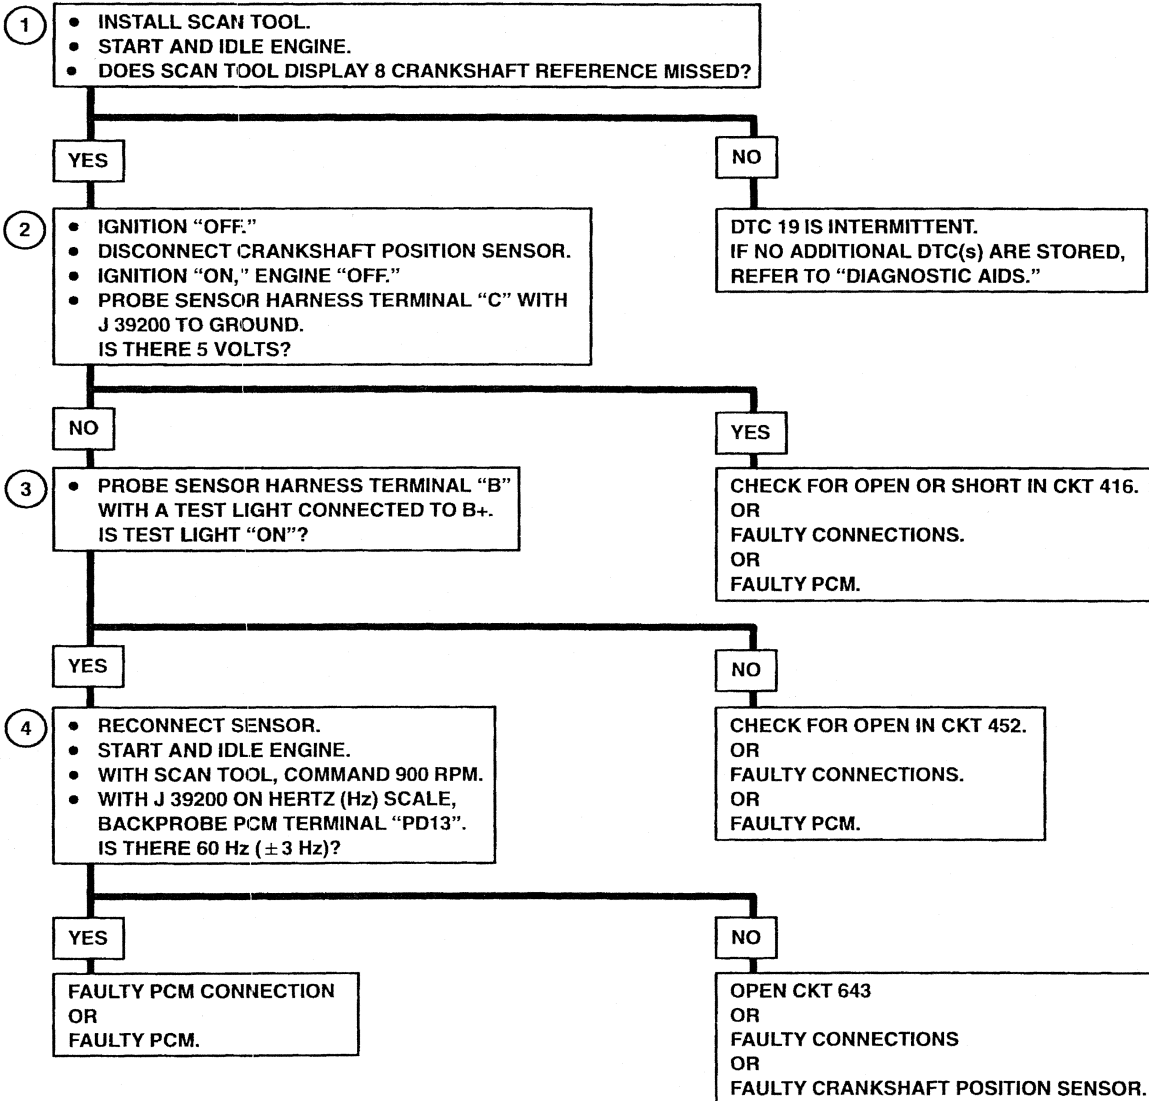 1
• INSTALL SCAN TOOL.
• START AND IDLE ENGINE.
• DOES SCAN TOOL DISPLAY 8 CRANKSHAFT REFERENCE MISSED?
YES
NO
2
• IGNITION “OFF.”
• DISCONNECT CRANKSHAFT POSITION SENSOR.
• IGNITION “ON,” ENGINE “OFF.”
• PROBE SENSOR HARNESS TERMINAL “C” WITH
J 39200 TO GROUND.
IS THERE 5 VOLTS?
DTC 19 IS INTERMITTENT.
IF NO ADDITIONAL DTC(s) ARE STORED,
REFER TO “DIAGNOSTIC AIDS.”
NO
YES
3
• PROBE SENSOR HARNESS TERMINAL “B”
WITH A TEST LIGHT CONNECTED TO B+.
IS TEST LIGHT “ON”?
CHECK FOR OPEN OR SHORT IN CKT 416.
OR
FAULTY CONNECTIONS.
OR
FAULTY PCM.
YES
NO
4
• RECONNECT SENSOR.
• START AND IDLE ENGINE.
• WITH SCAN TOOL, COMMAND 900 RPM.
• WITH J 39200 ON HERTZ (Hz) SCALE,
BACKPROBE PCM TERMINAL “PD13”.
IS THERE 60 Hz (± 3 Hz)?
CHECK FOR OPEN IN CKT 452.
OR
FAULTY CONNECTIONS.
OR
FAULTY PCM.
YES
NO
FAULTY PCM CONNECTION
OR
FAULTY PCM.
OPEN CKT 643
OR
FAULTY CONNECTIONS
OR
FAULTY CRANKSHAFT POSITION SENSOR.